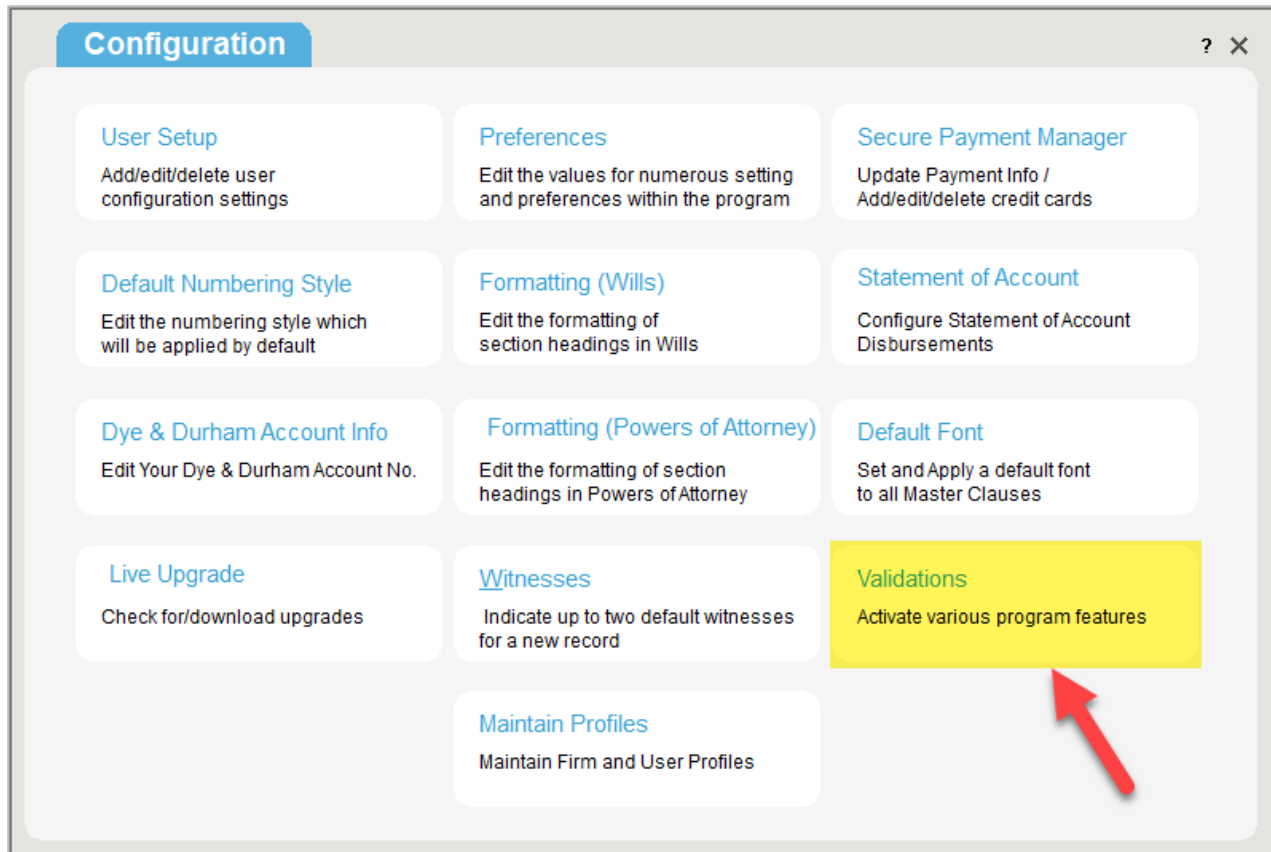 Configuration
? ×
User Setup
Add/edit/delete user
configuration settings
Preferences
Edit the values for numerous setting
and preferences within the program
Secure Payment Manager
Update Payment Info /
Add/edit/delete credit cards
Default Numbering Style
Edit the numbering style which
will be applied by default
Formatting (Wills)
Edit the formatting of
section headings in Wills
Statement of Account
Configure Statement of Account
Disbursements
Dye & Durham Account Info
Edit Your Dye & Durham Account No.
Formatting (Powers of Attorney)
Edit the formatting of section
headings in Powers of Attorney
Default Font
Set and Apply a default font
to all Master Clauses
Live Upgrade
Check for/download upgrades
Witnesses
Indicate up to two default witnesses
for a new record
Validations
Activate various program features
Maintain Profiles
Maintain Firm and User Profiles